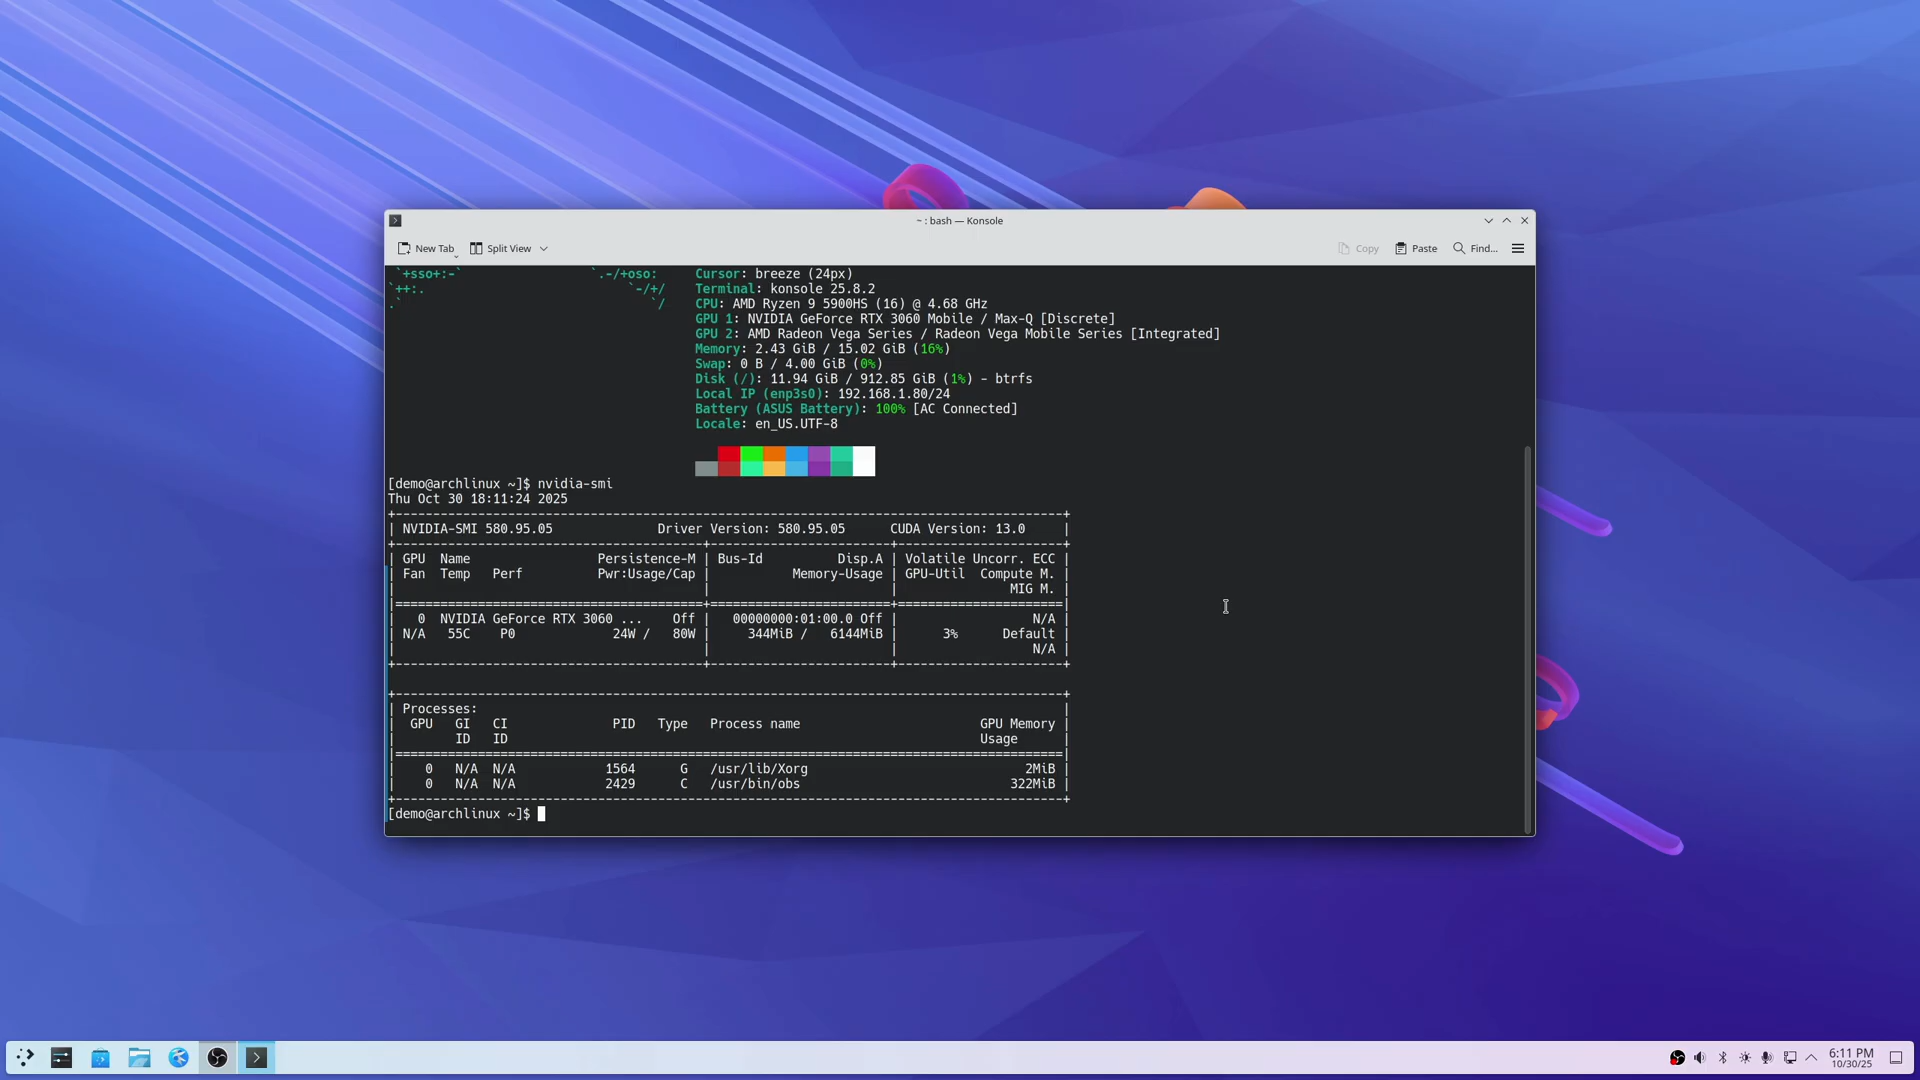 ~ : bash — Konsole
New Tab Split View Copy Paste Find...
`+sso+:-` `.-/+oso: Cursor: breeze (24px)
`++:. `-/+/ Terminal: konsole 25.8.2
.` `/ CPU: AMD Ryzen 9 5900HS (16) @ 4.68 GHz
GPU 1: NVIDIA GeForce RTX 3060 Mobile / Max-Q [Discrete]
GPU 2: AMD Radeon Vega Series / Radeon Vega Mobile Series [Integrated]
Memory: 2.43 GiB / 15.02 GiB (16%)
Swap: 0 B / 4.00 GiB (0%)
Disk (/): 11.94 GiB / 912.85 GiB (1%) - btrfs
Local IP (enp3s0): 192.168.1.80/24
Battery (ASUS Battery): 100% [AC Connected]
Locale: en_US.UTF-8
[demo@archlinux ~]$ nvidia-smi
Thu Oct 30 18:11:24 2025
+-----------------------------------------------------------------------------------------+
| NVIDIA-SMI 580.95.05              Driver Version: 580.95.05      CUDA Version: 13.0     |
+-----------------------------------------+------------------------+----------------------+
| GPU  Name                 Persistence-M | Bus-Id          Disp.A | Volatile Uncorr. ECC |
| Fan  Temp   Perf          Pwr:Usage/Cap |           Memory-Usage | GPU-Util  Compute M. |
|                                         |                        |               MIG M. |
|=========================================+========================+======================|
|   0  NVIDIA GeForce RTX 3060 ...    Off |   00000000:01:00.0 Off |                  N/A |
| N/A   55C    P0             24W /   80W |     344MiB /   6144MiB |      3%      Default |
|                                         |                        |                  N/A |
+-----------------------------------------+------------------------+----------------------+
+-----------------------------------------------------------------------------------------+
| Processes:                                                                              |
|  GPU   GI   CI              PID   Type   Process name                        GPU Memory |
|        ID   ID                                                               Usage      |
|=========================================================================================|
|    0   N/A  N/A            1564      G   /usr/lib/Xorg                             2MiB |
|    0   N/A  N/A            2429      C   /usr/bin/obs                            322MiB |
+-----------------------------------------------------------------------------------------+
[demo@archlinux ~]$
6:11 PM
10/30/25